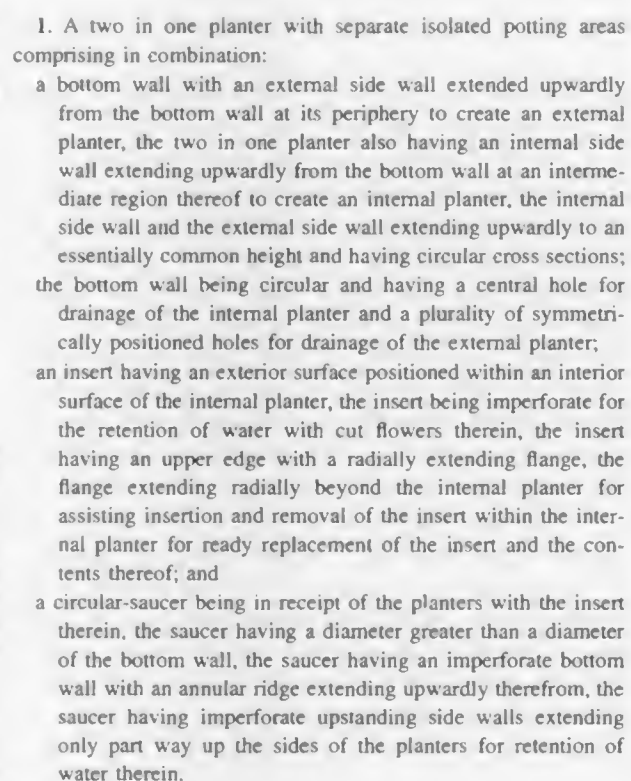 1. A two in one planter with separate isolated potting areas
comprising in combination:
a bottom wall with an external side wall extended upwardly
from the bottom wall at its periphery to create an external
planter, the two in one planter also having an internal side
wall extending upwardly from the bottom wall at an interme-
diate region thereof to create an internal planter, the internal
side wall and the external side wall extending upwardly to an
essentially common height and having circular cross sections;
the bottom wall being circular and having a central hole for
drainage of the internal planter and a plurality of symmetri-
cally positioned holes for drainage of the external planter;
an insert having an exterior surface positioned within an interior
surface of the internal planter, the insert being imperforate for
the retention of water with cut flowers therein, the insert
having an upper edge with a radially extending flange, the
flange extending radially beyond the internal planter for
assisting insertion and removal of the insert within the inter-
nal planter for ready replacement of the insert and the con-
tents thereof; and
a circular-saucer being in receipt of the planters with the insert
therein, the saucer having a diameter greater than a diameter
of the bottom wall, the saucer having an imperforate bottom
wall with an annular ridge extending upwardly therefrom, the
saucer having imperforate upstanding side walls extending
only part way up the sides of the planters for retention of
water therein.